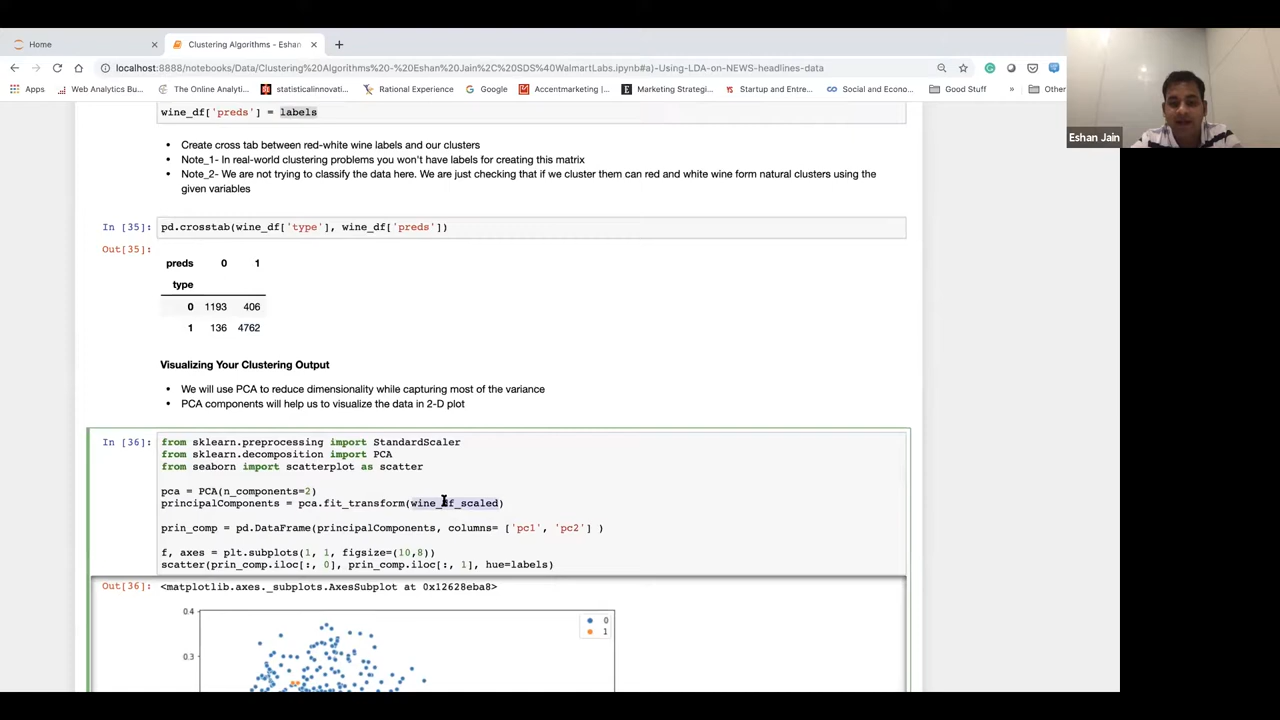 Home
Clustering Algorithms - Eshan
localhost:8888/notebooks/Data/Clustering%20Algorithms%20-%20Eshan%20Jain%2C%20SDS%40WalmartLabs.ipynb#a)-Using-LDA-on-NEWS-headlines-data
Apps Web Analytics Bu... The Online Analyti... statisticalinnovati... Rational Experience Google Accentmarketing |... Marketing Strategi... Startup and Entre... Social and Econo... » Good Stuff Other
Eshan Jain
wine_df['preds'] = labels
• Create cross tab between red-white wine labels and our clusters
• Note_1- In real-world clustering problems you won't have labels for creating this matrix
• Note_2- We are not trying to classify the data here. We are just checking that if we cluster them can red and white wine form natural clusters using the
given variables
In [35]: pd.crosstab(wine_df['type'], wine_df['preds'])
Out[35]:
preds 0 1
type
0 1193 406
1 136 4762
Visualizing Your Clustering Output
• We will use PCA to reduce dimensionality while capturing most of the variance
• PCA components will help us to visualize the data in 2-D plot
In [36]: from sklearn.preprocessing import StandardScaler
from sklearn.decomposition import PCA
from seaborn import scatterplot as scatter
pca = PCA(n_components=2)
principalComponents = pca.fit_transform(wine_df_scaled)
prin_comp = pd.DataFrame(principalComponents, columns= ['pc1', 'pc2'] )
f, axes = plt.subplots(1, 1, figsize=(10,8))
scatter(prin_comp.iloc[:, 0], prin_comp.iloc[:, 1], hue=labels)
Out[36]: <matplotlib.axes._subplots.AxesSubplot at 0x12628eba8>
0.4
0
1
0.3